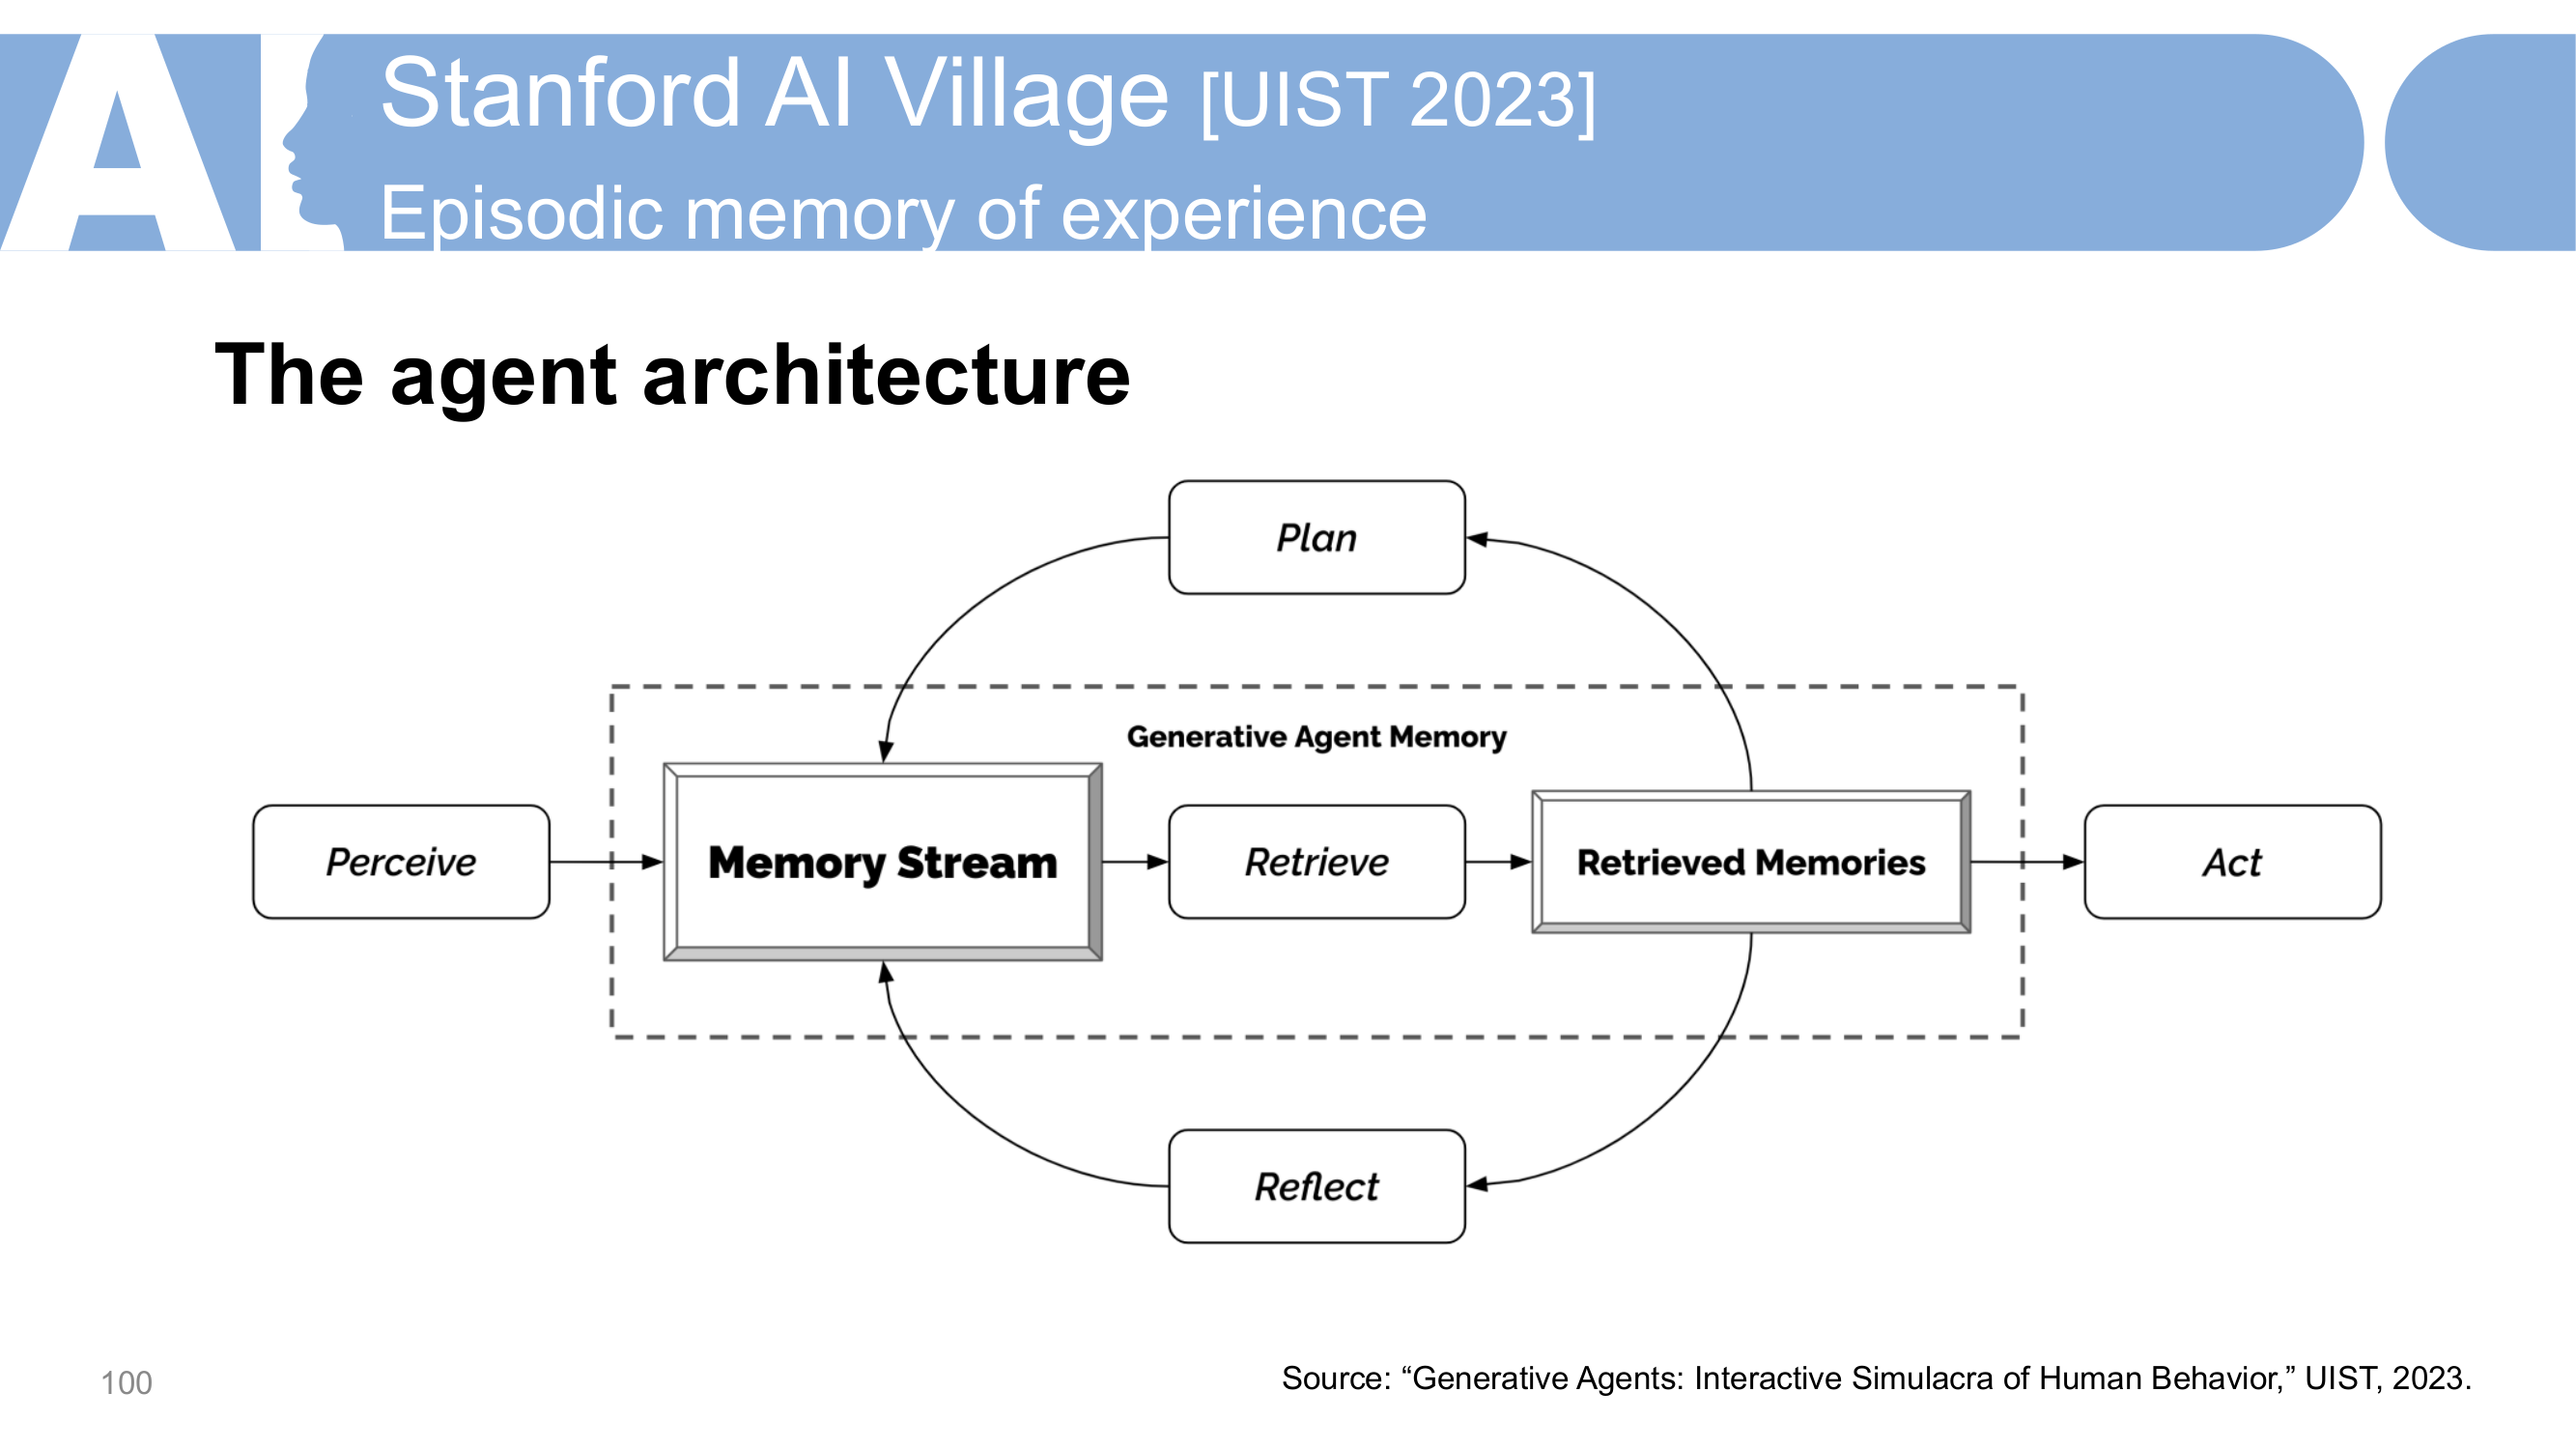 AI
Stanford AI Village [UIST 2023]
Episodic memory of experience
The agent architecture
Plan
Generative Agent Memory
Perceive
Memory Stream
Retrieve
Retrieved Memories
Act
Reflect
100
Source: “Generative Agents: Interactive Simulacra of Human Behavior,” UIST, 2023.